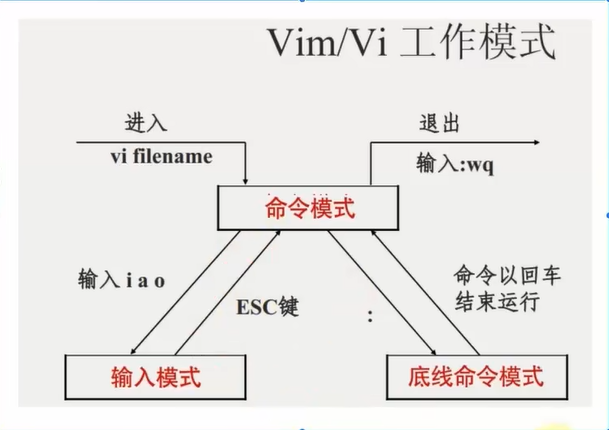 Vim/Vi 工作模式
进入
退出
vi filename
输入:wq
命令模式
输入 i a o
ESC键
:
命令以回车
结束运行
输入模式
底线命令模式